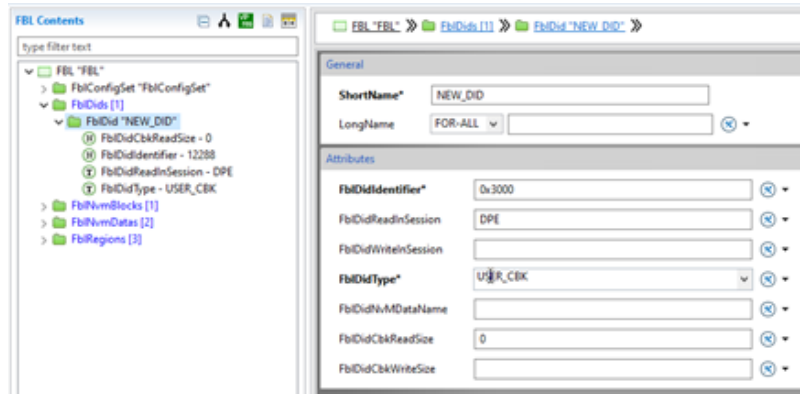 FBL Contents
type filter text
FBL "FBL"
FblConfigSet "FblConfigSet"
FblDids [1]
FblDid "NEW_DID"
FblDidCbkReadSize - 0
FblDidIdentifier - 12288
FblDidReadInSession - DPE
FblDidType - USER_CBK
FblNvmBlocks [1]
FblNvmDatas [2]
FblRegions [3]
FBL "FBL" FblDids [1] FblDid "NEW_DID"
General
ShortName* NEW_DID
LongName FOR-ALL
Attributes
FblDidIdentifier* 0x3000
FblDidReadInSession DPE
FblDidWriteInSession
FblDidType* USER_CBK
FblDidNvMDataName
FblDidCbkReadSize 0
FblDidCbkWriteSize